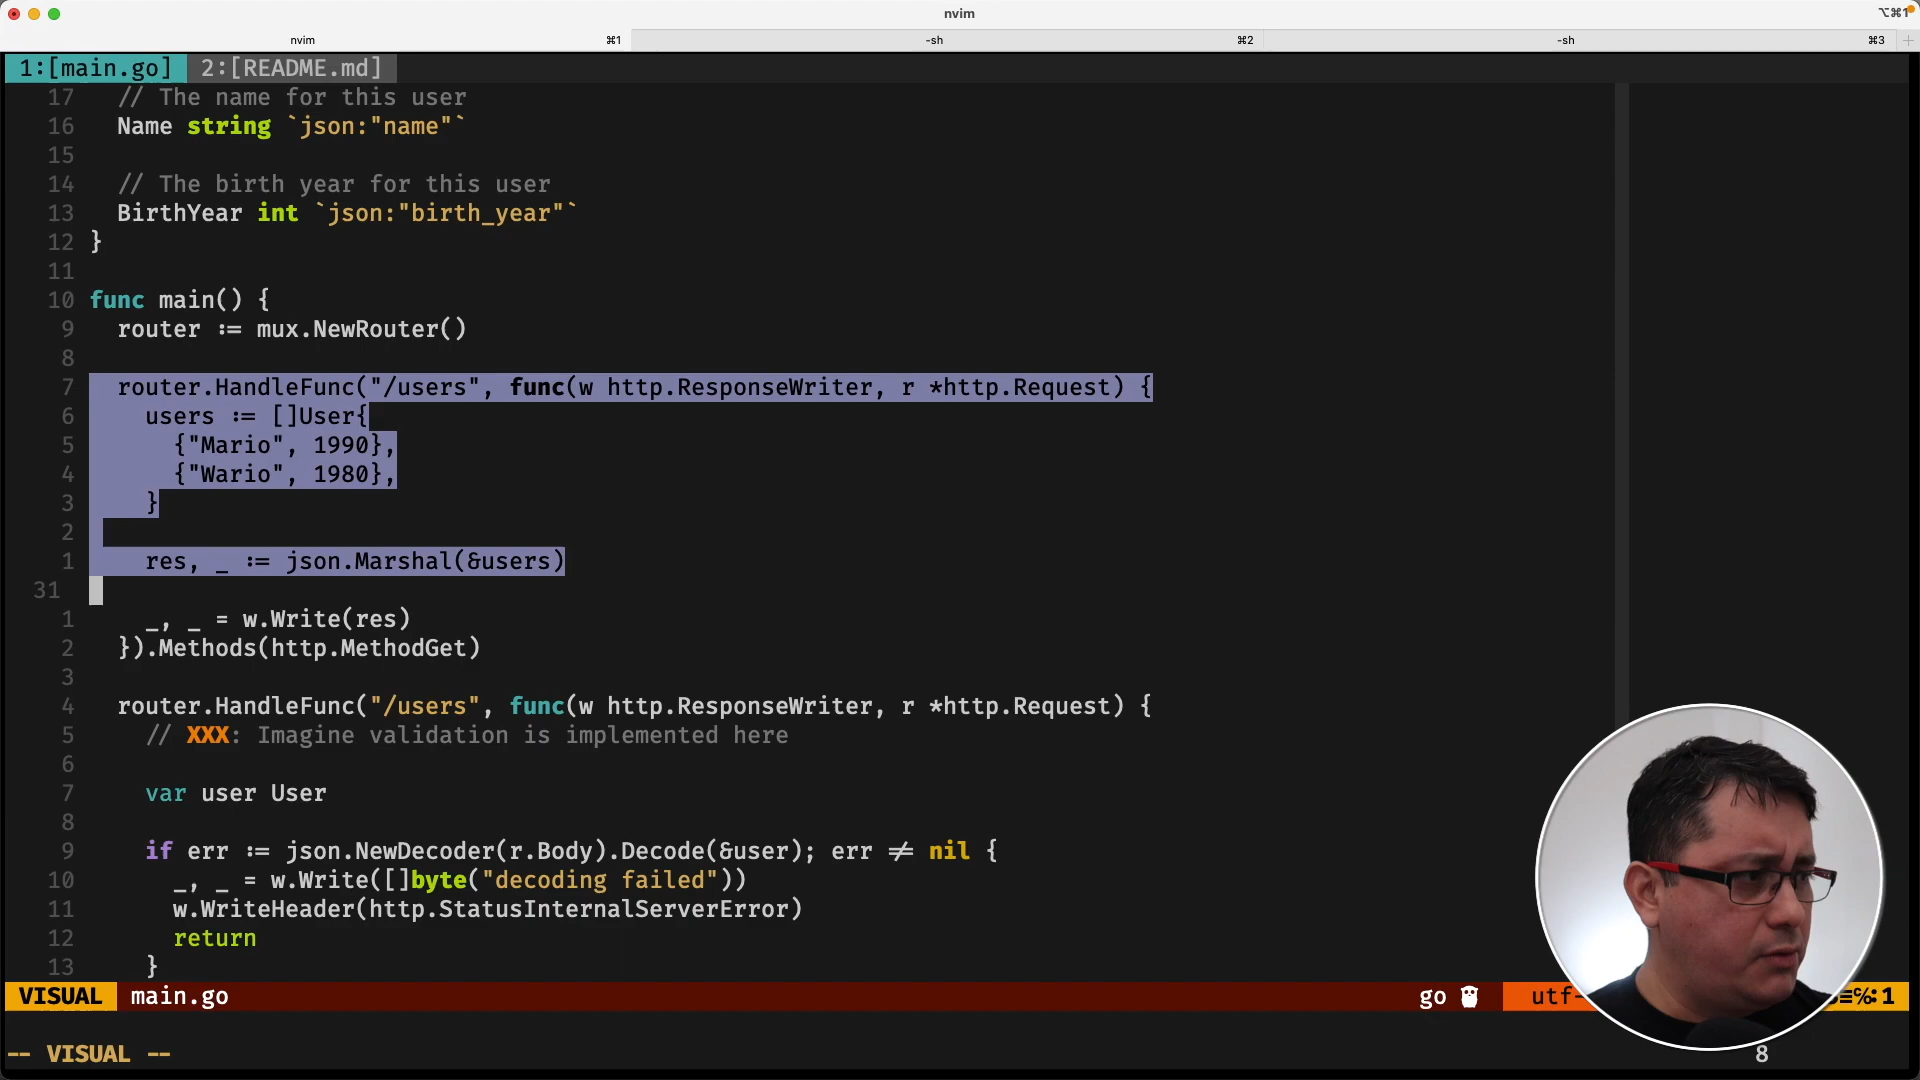 nvim
⌥⌘1
nvim ⌘1 -sh ⌘2 -sh ⌘3 +
1:[main.go] 2:[README.md]
17 // The name for this user
16 Name string `json:"name"`
15
14 // The birth year for this user
13 BirthYear int `json:"birth_year"`
12 }
11
10 func main() {
9 router := mux.NewRouter()
8
7 router.HandleFunc("/users", func(w http.ResponseWriter, r *http.Request) {
6 users := []User{
5 {"Mario", 1990},
4 {"Wario", 1980},
3 }
2
1 res, _ := json.Marshal(&users)
31
1 _, _ = w.Write(res)
2 }).Methods(http.MethodGet)
3
4 router.HandleFunc("/users", func(w http.ResponseWriter, r *http.Request) {
5 // XXX: Imagine validation is implemented here
6
7 var user User
8
9 if err := json.NewDecoder(r.Body).Decode(&user); err != nil {
10 _, _ = w.Write([]byte("decoding failed"))
11 w.WriteHeader(http.StatusInternalServerError)
12 return
13 }
VISUAL main.go go utf- ≡%:1
-- VISUAL -- 8